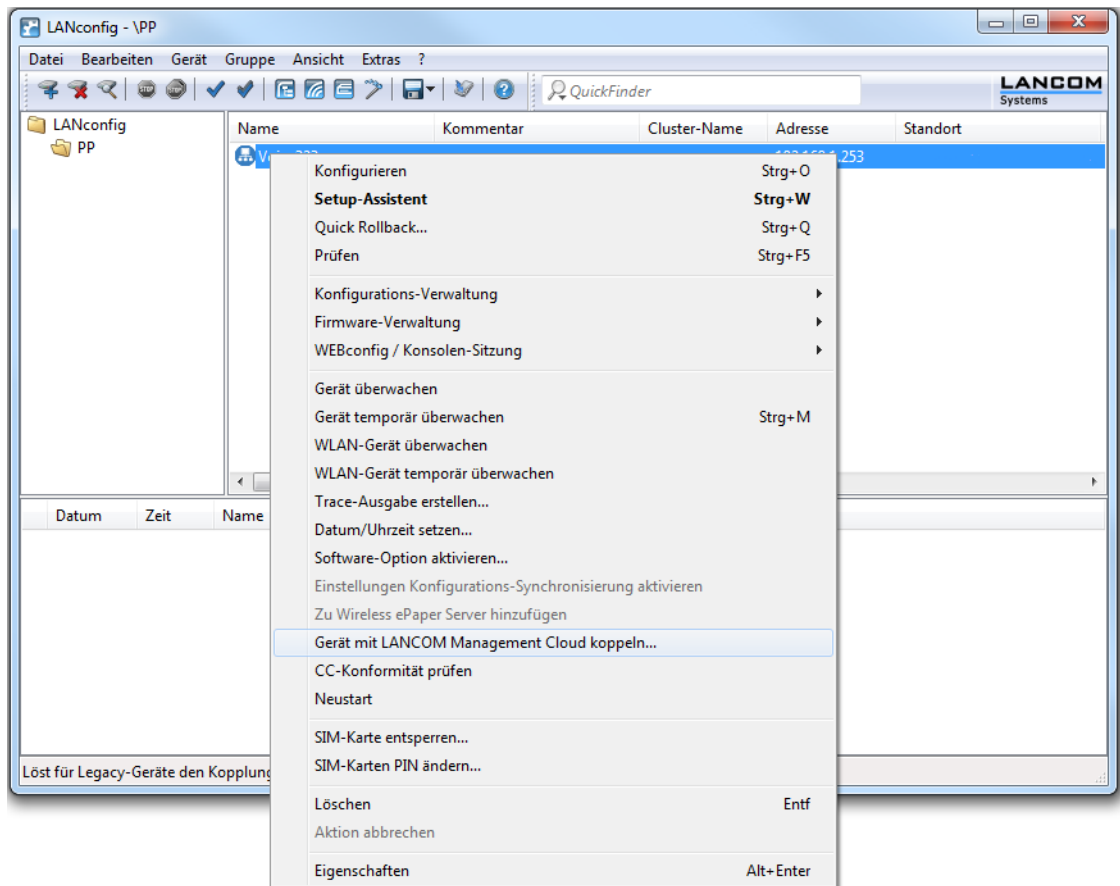 LANconfig - \PP
Datei Bearbeiten Gerät Gruppe Ansicht Extras ?
QuickFinder
LANCOM
Systems
LANconfig
PP
Name Kommentar Cluster-Name Adresse Standort
Konfigurieren Strg+O
Setup-Assistent Strg+W
Quick Rollback... Strg+Q
Prüfen Strg+F5
Konfigurations-Verwaltung
Firmware-Verwaltung
WEBconfig / Konsolen-Sitzung
Gerät überwachen
Gerät temporär überwachen Strg+M
WLAN-Gerät überwachen
WLAN-Gerät temporär überwachen
Trace-Ausgabe erstellen...
Datum/Uhrzeit setzen...
Software-Option aktivieren...
Einstellungen Konfigurations-Synchronisierung aktivieren
Zu Wireless ePaper Server hinzufügen
Gerät mit LANCOM Management Cloud koppeln...
CC-Konformität prüfen
Neustart
SIM-Karte entsperren...
SIM-Karten PIN ändern...
Löschen Entf
Aktion abbrechen
Eigenschaften Alt+Enter
Datum Zeit Name
Löst für Legacy-Geräte den